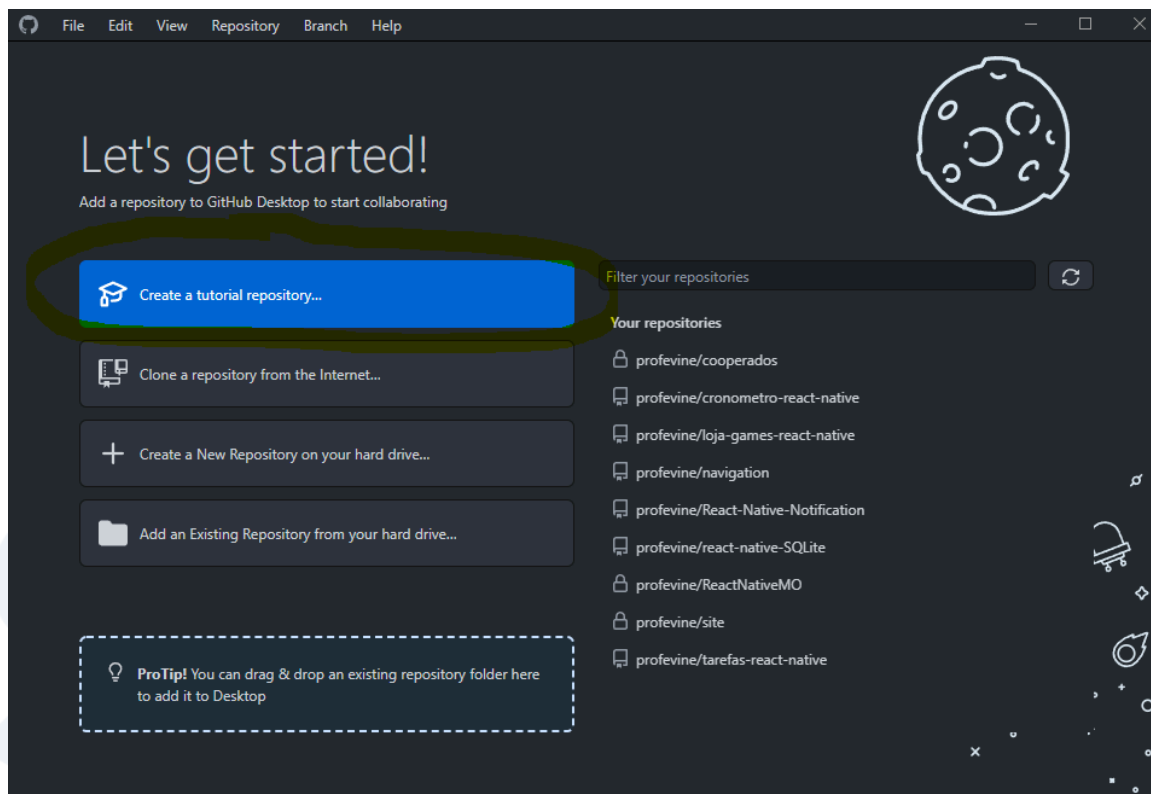 File Edit View Repository Branch Help
Let's get started!
Add a repository to GitHub Desktop to start collaborating
Create a tutorial repository...
Clone a repository from the Internet...
Create a New Repository on your hard drive...
Add an Existing Repository from your hard drive...
ProTip! You can drag & drop an existing repository folder here
to add it to Desktop
Filter your repositories
Your repositories
profevine/cooperados
profevine/cronometro-react-native
profevine/loja-games-react-native
profevine/navigation
profevine/React-Native-Notification
profevine/react-native-SQLite
profevine/ReactNativeMO
profevine/site
profevine/tarefas-react-native